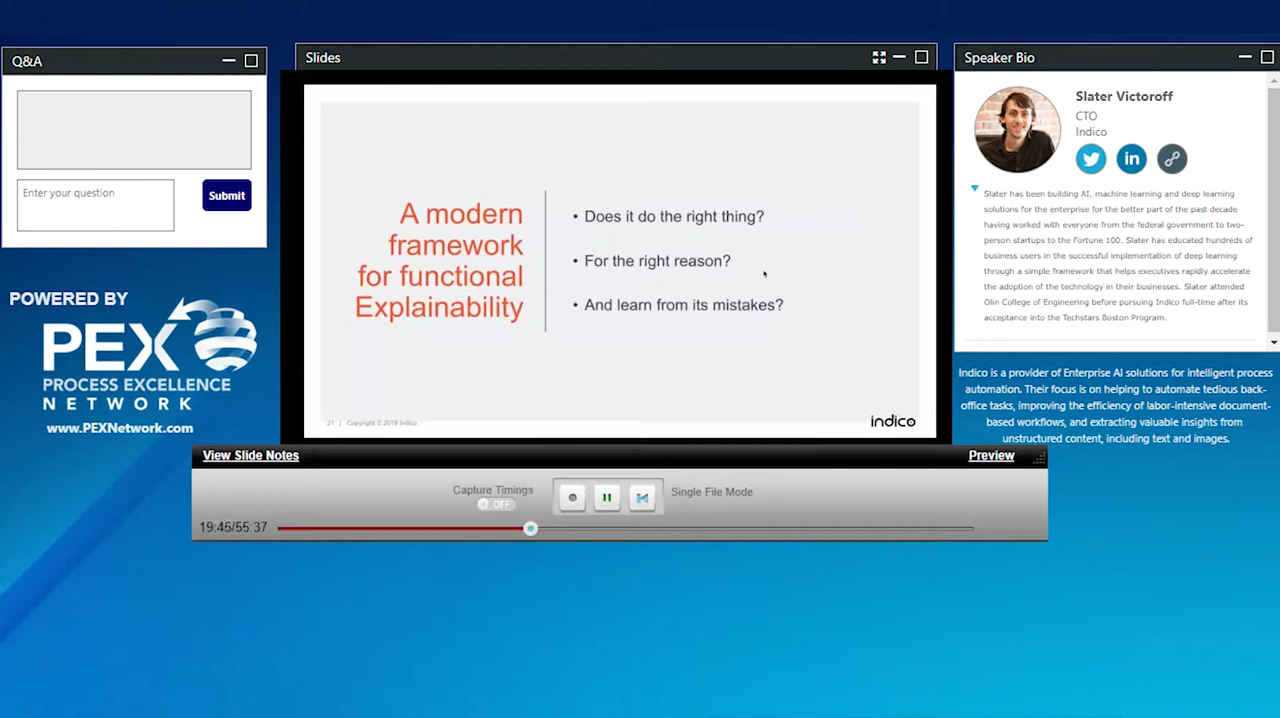 Q&A
Enter your question
Submit
POWERED BY
PEX
PROCESS EXCELLENCE
NETWORK
www.PEXNetwork.com
Slides
A modern
framework
for functional
Explainability
• Does it do the right thing?
• For the right reason?
• And learn from its mistakes?
21 | Copyright © 2019 Indico
indico
View Slide Notes
Preview
Capture Timings
OFF
Single File Mode
19:45/55:37
Speaker Bio
Slater Victoroff
CTO
Indico
in
Slater has been building AI, machine learning and deep learning
solutions for the enterprise for the better part of the past decade
having worked with everyone from the federal government to two-
person startups to the Fortune 100. Slater has educated hundreds of
business users in the successful implementation of deep learning
through a simple framework that helps executives rapidly accelerate
the adoption of the technology in their businesses. Slater attended
Olin College of Engineering before pursuing Indico full-time after its
acceptance into the Techstars Boston Program.
Indico is a provider of Enterprise AI solutions for intelligent process
automation. Their focus is on helping to automate tedious back-
office tasks, improving the efficiency of labor-intensive document-
based workflows, and extracting valuable insights from
unstructured content, including text and images.